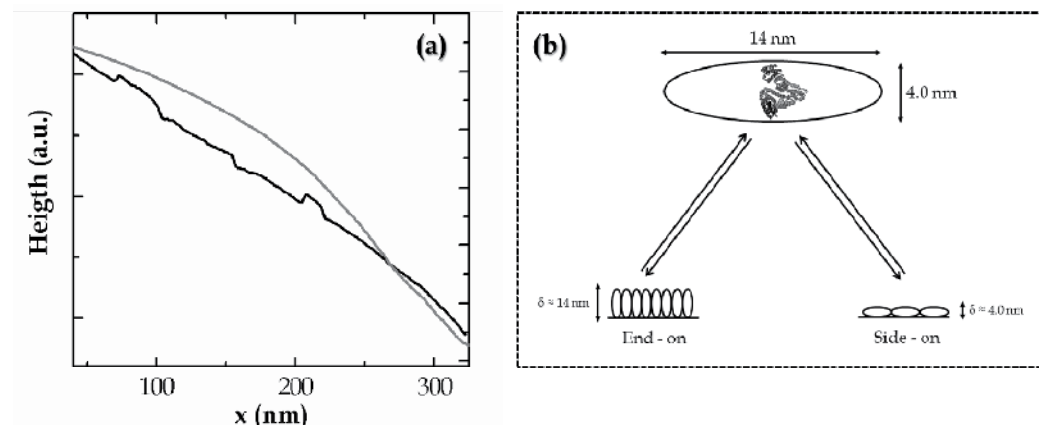 (a)
Heigth (a.u.)
100
200
300
x (nm)
(b)
14 nm
4.0 nm
δ ≈ 14 nm
End - on
δ ≈ 4.0 nm
Side - on